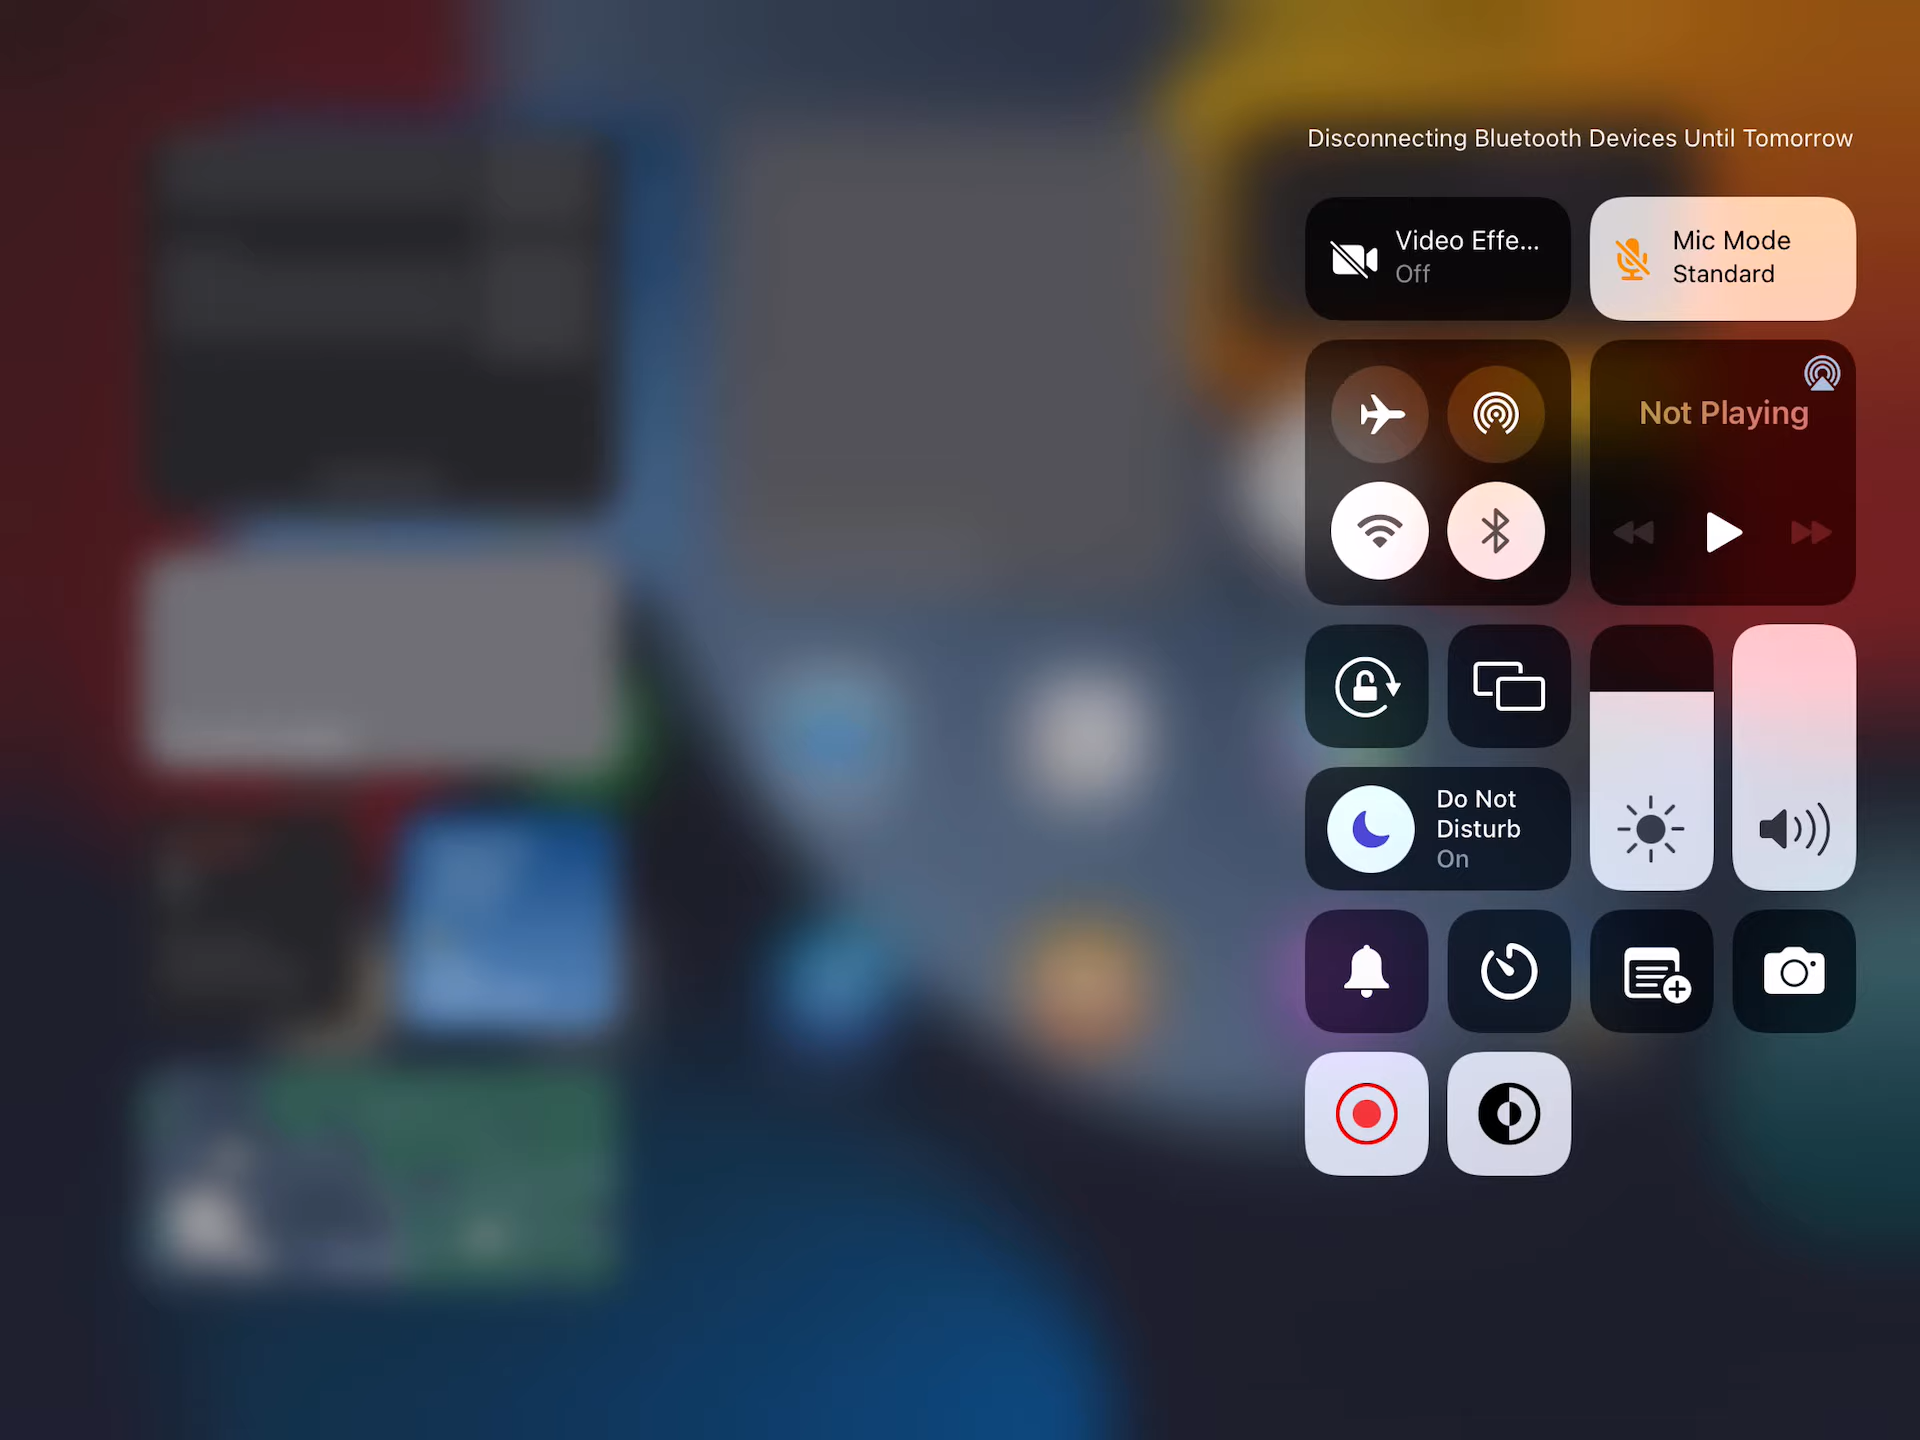 Disconnecting Bluetooth Devices Until Tomorrow
Video Effe...
Off
Mic Mode
Standard
Not Playing
Do Not
Disturb
On